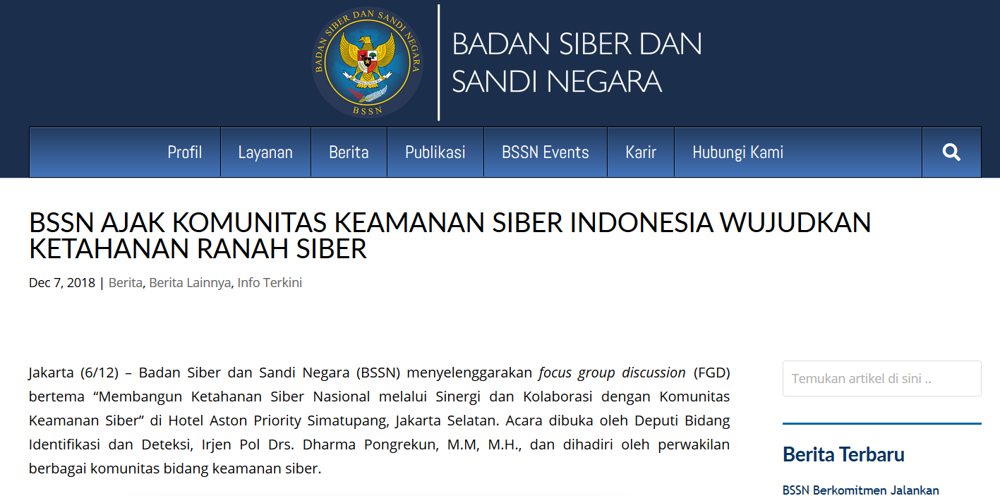 BADAN SIBER DAN SANDI NEGARA
BSSN
BADAN SIBER DAN
SANDI NEGARA
Profil
Layanan
Berita
Publikasi
BSSN Events
Karir
Hubungi Kami
BSSN AJAK KOMUNITAS KEAMANAN SIBER INDONESIA WUJUDKAN
KETAHANAN RANAH SIBER
Dec 7, 2018 | Berita, Berita Lainnya, Info Terkini
Jakarta (6/12) – Badan Siber dan Sandi Negara (BSSN) menyelenggarakan focus group discussion (FGD)
bertema “Membangun Ketahanan Siber Nasional melalui Sinergi dan Kolaborasi dengan Komunitas
Keamanan Siber” di Hotel Aston Priority Simatupang, Jakarta Selatan. Acara dibuka oleh Deputi Bidang
Identifikasi dan Deteksi, Irjen Pol Drs. Dharma Pongrekun, M.M, M.H., dan dihadiri oleh perwakilan
berbagai komunitas bidang keamanan siber.
Temukan artikel di sini ..
Berita Terbaru
BSSN Berkomitmen Jalankan